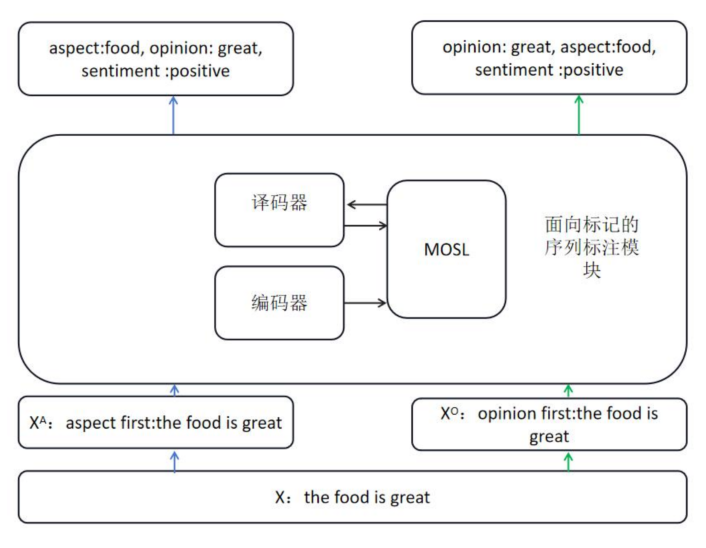 aspect:food, opinion: great,
sentiment :positive
opinion: great, aspect:food,
sentiment :positive
译码器
编码器
MOSL
面向标记的
序列标注模
块
Xᴬ：aspect first:the food is great
Xᴼ：opinion first:the food is
great
X：the food is great